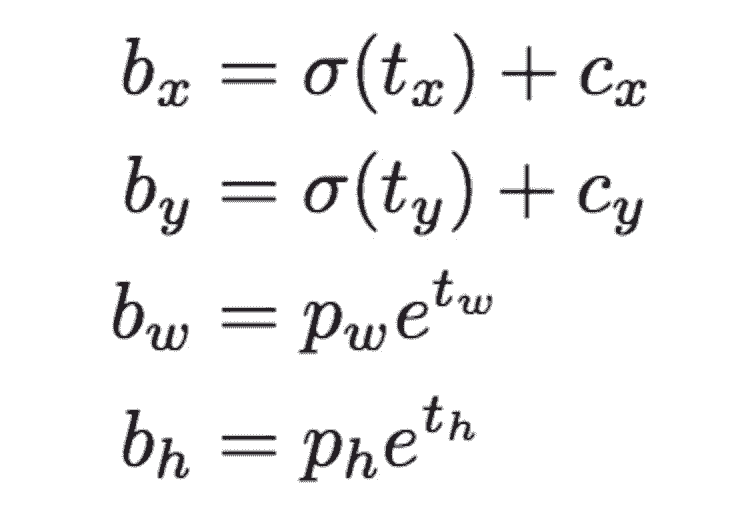 b_x = σ(t_x) + c_x
b_y = σ(t_y) + c_y
b_w = p_w e^{t_w}
b_h = p_h e^{t_h}